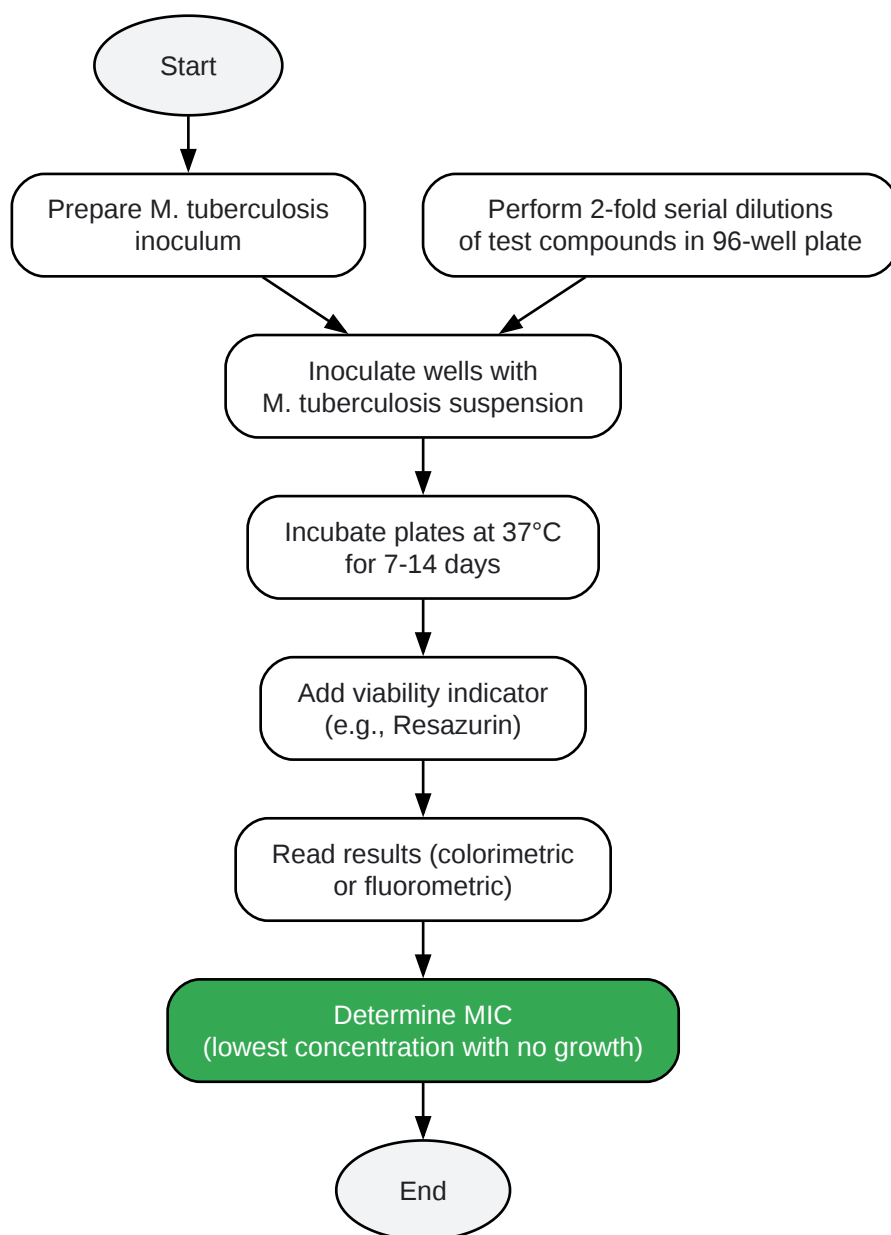 Start
Prepare M. tuberculosis
inoculum
Perform 2-fold serial dilutions
of test compounds in 96-well plate
Inoculate wells with
M. tuberculosis suspension
Incubate plates at 37°C
for 7-14 days
Add viability indicator
(e.g., Resazurin)
Read results (colorimetric
or fluorometric)
Determine MIC
(lowest concentration with no growth)
End